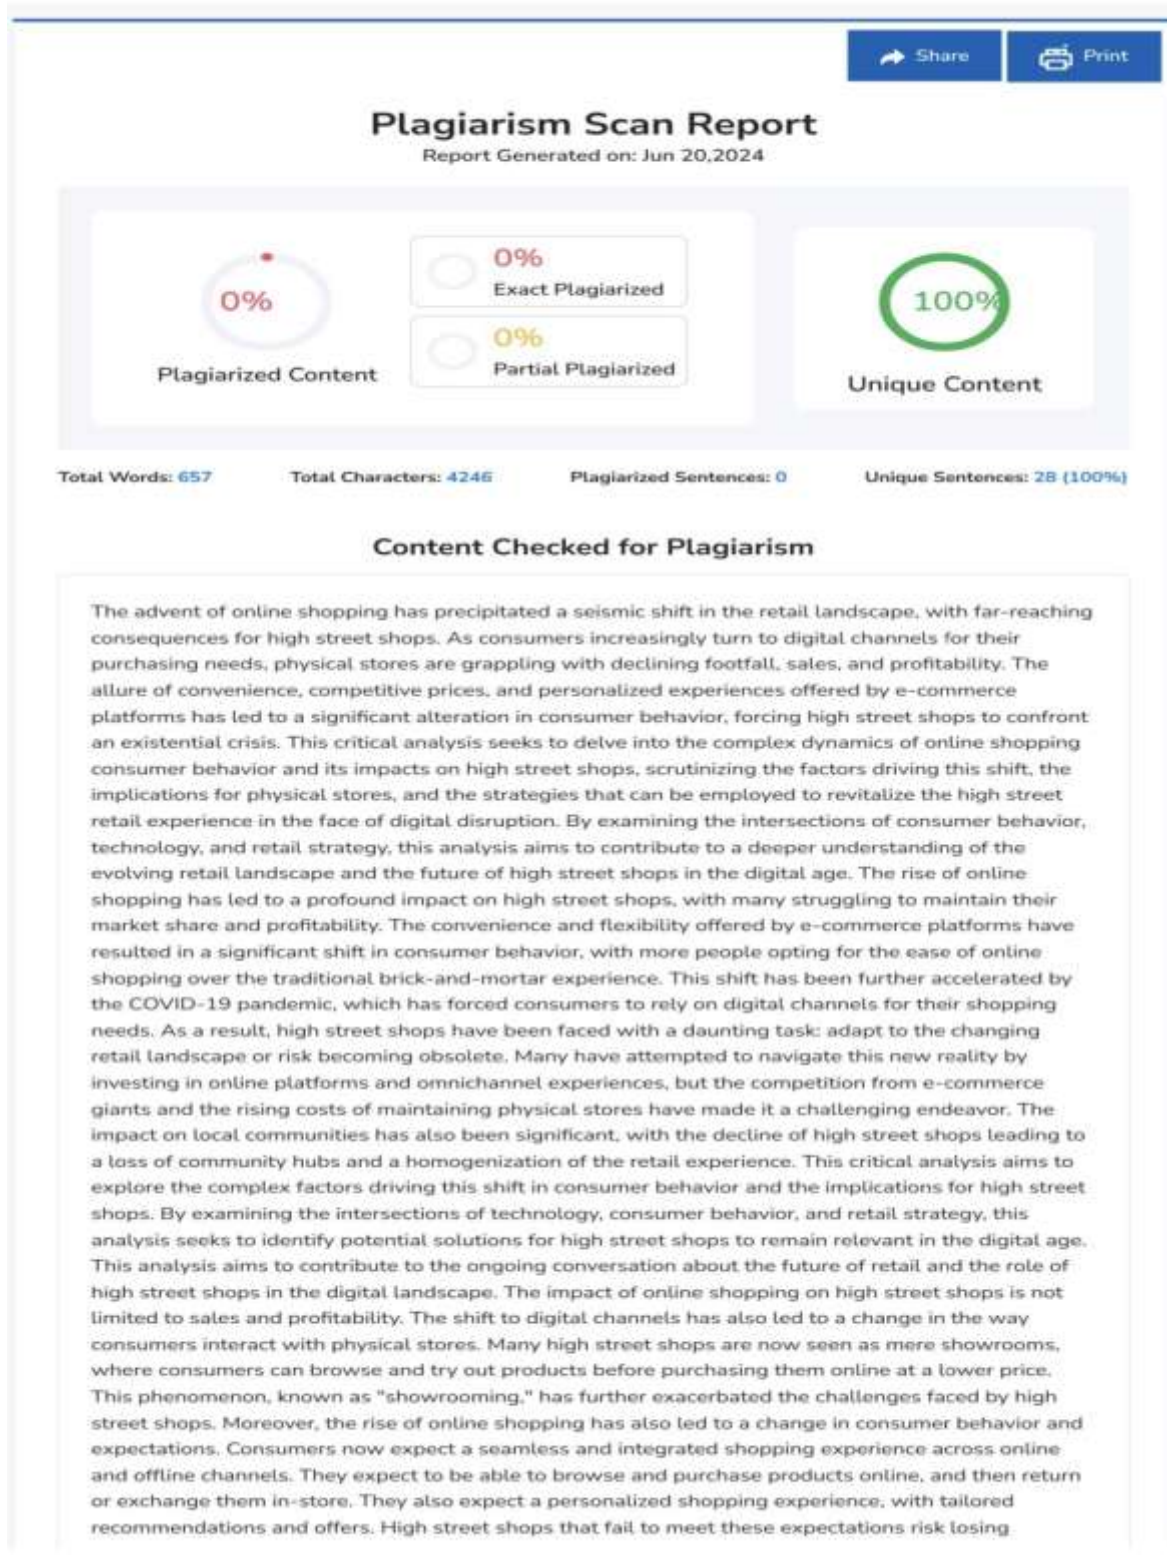 Share
Print
Plagiarism Scan Report
Report Generated on: Jun 20,2024
0%
Plagiarized Content
0%
Exact Plagiarized
0%
Partial Plagiarized
100%
Unique Content
Total Words: 657 Total Characters: 4246 Plagiarized Sentences: 0 Unique Sentences: 28 (100%)
Content Checked for Plagiarism
The advent of online shopping has precipitated a seismic shift in the retail landscape, with far-reaching
consequences for high street shops. As consumers increasingly turn to digital channels for their
purchasing needs, physical stores are grappling with declining footfall, sales, and profitability. The
allure of convenience, competitive prices, and personalized experiences offered by e-commerce
platforms has led to a significant alteration in consumer behavior, forcing high street shops to confront
an existential crisis. This critical analysis seeks to delve into the complex dynamics of online shopping
consumer behavior and its impacts on high street shops, scrutinizing the factors driving this shift, the
implications for physical stores, and the strategies that can be employed to revitalize the high street
retail experience in the face of digital disruption. By examining the intersections of consumer behavior,
technology, and retail strategy, this analysis aims to contribute to a deeper understanding of the
evolving retail landscape and the future of high street shops in the digital age. The rise of online
shopping has led to a profound impact on high street shops, with many struggling to maintain their
market share and profitability. The convenience and flexibility offered by e-commerce platforms have
resulted in a significant shift in consumer behavior, with more people opting for the ease of online
shopping over the traditional brick-and-mortar experience. This shift has been further accelerated by
the COVID-19 pandemic, which has forced consumers to rely on digital channels for their shopping
needs. As a result, high street shops have been faced with a daunting task: adapt to the changing
retail landscape or risk becoming obsolete. Many have attempted to navigate this new reality by
investing in online platforms and omnichannel experiences, but the competition from e-commerce
giants and the rising costs of maintaining physical stores have made it a challenging endeavor. The
impact on local communities has also been significant, with the decline of high street shops leading to
a loss of community hubs and a homogenization of the retail experience. This critical analysis aims to
explore the complex factors driving this shift in consumer behavior and the implications for high street
shops. By examining the intersections of technology, consumer behavior, and retail strategy, this
analysis seeks to identify potential solutions for high street shops to remain relevant in the digital age.
This analysis aims to contribute to the ongoing conversation about the future of retail and the role of
high street shops in the digital landscape. The impact of online shopping on high street shops is not
limited to sales and profitability. The shift to digital channels has also led to a change in the way
consumers interact with physical stores. Many high street shops are now seen as mere showrooms,
where consumers can browse and try out products before purchasing them online at a lower price.
This phenomenon, known as "showrooming," has further exacerbated the challenges faced by high
street shops. Moreover, the rise of online shopping has also led to a change in consumer behavior and
expectations. Consumers now expect a seamless and integrated shopping experience across online
and offline channels. They expect to be able to browse and purchase products online, and then return
or exchange them in-store. They also expect a personalized shopping experience, with tailored
recommendations and offers. High street shops that fail to meet these expectations risk losing